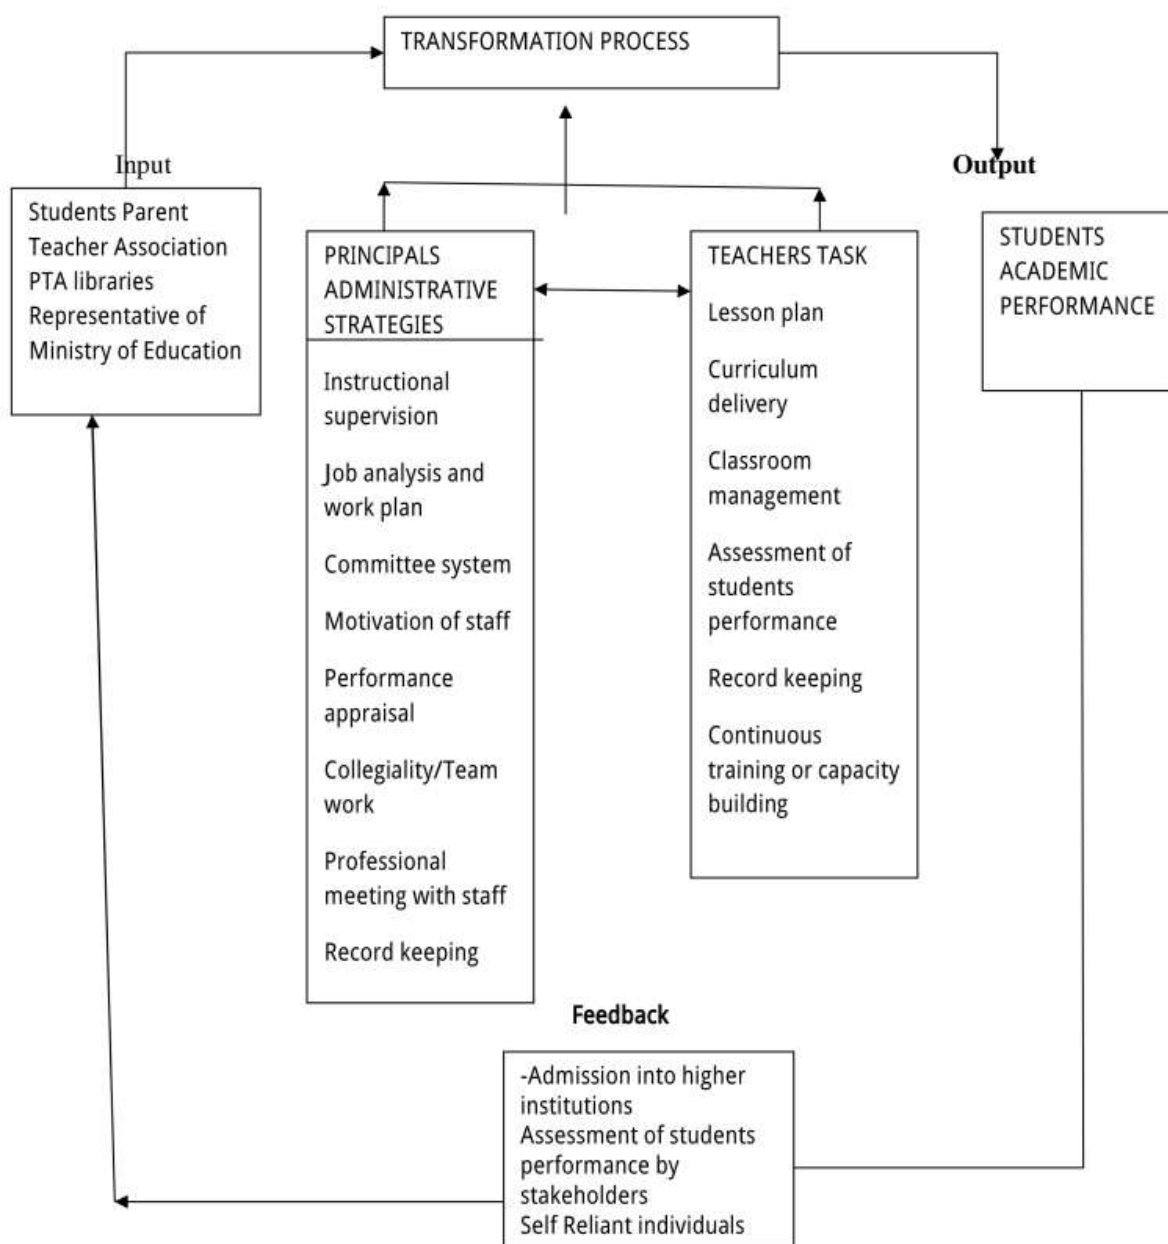 TRANSFORMATION PROCESS
Input
Students Parent
Teacher Association
PTA libraries
Representative of
Ministry of Education
PRINCIPALS
ADMINISTRATIVE
STRATEGIES
Instructional
supervision
Job analysis and
work plan
Committee system
Motivation of staff
Performance
appraisal
Collegiality/Team
work
Professional
meeting with staff
Record keeping
TEACHERS TASK
Lesson plan
Curriculum
delivery
Classroom
management
Assessment of
students
performance
Record keeping
Continuous
training or capacity
building
Output
STUDENTS
ACADEMIC
PERFORMANCE
Feedback
-Admission into higher
institutions
Assessment of students
performance by
stakeholders
Self Reliant individuals